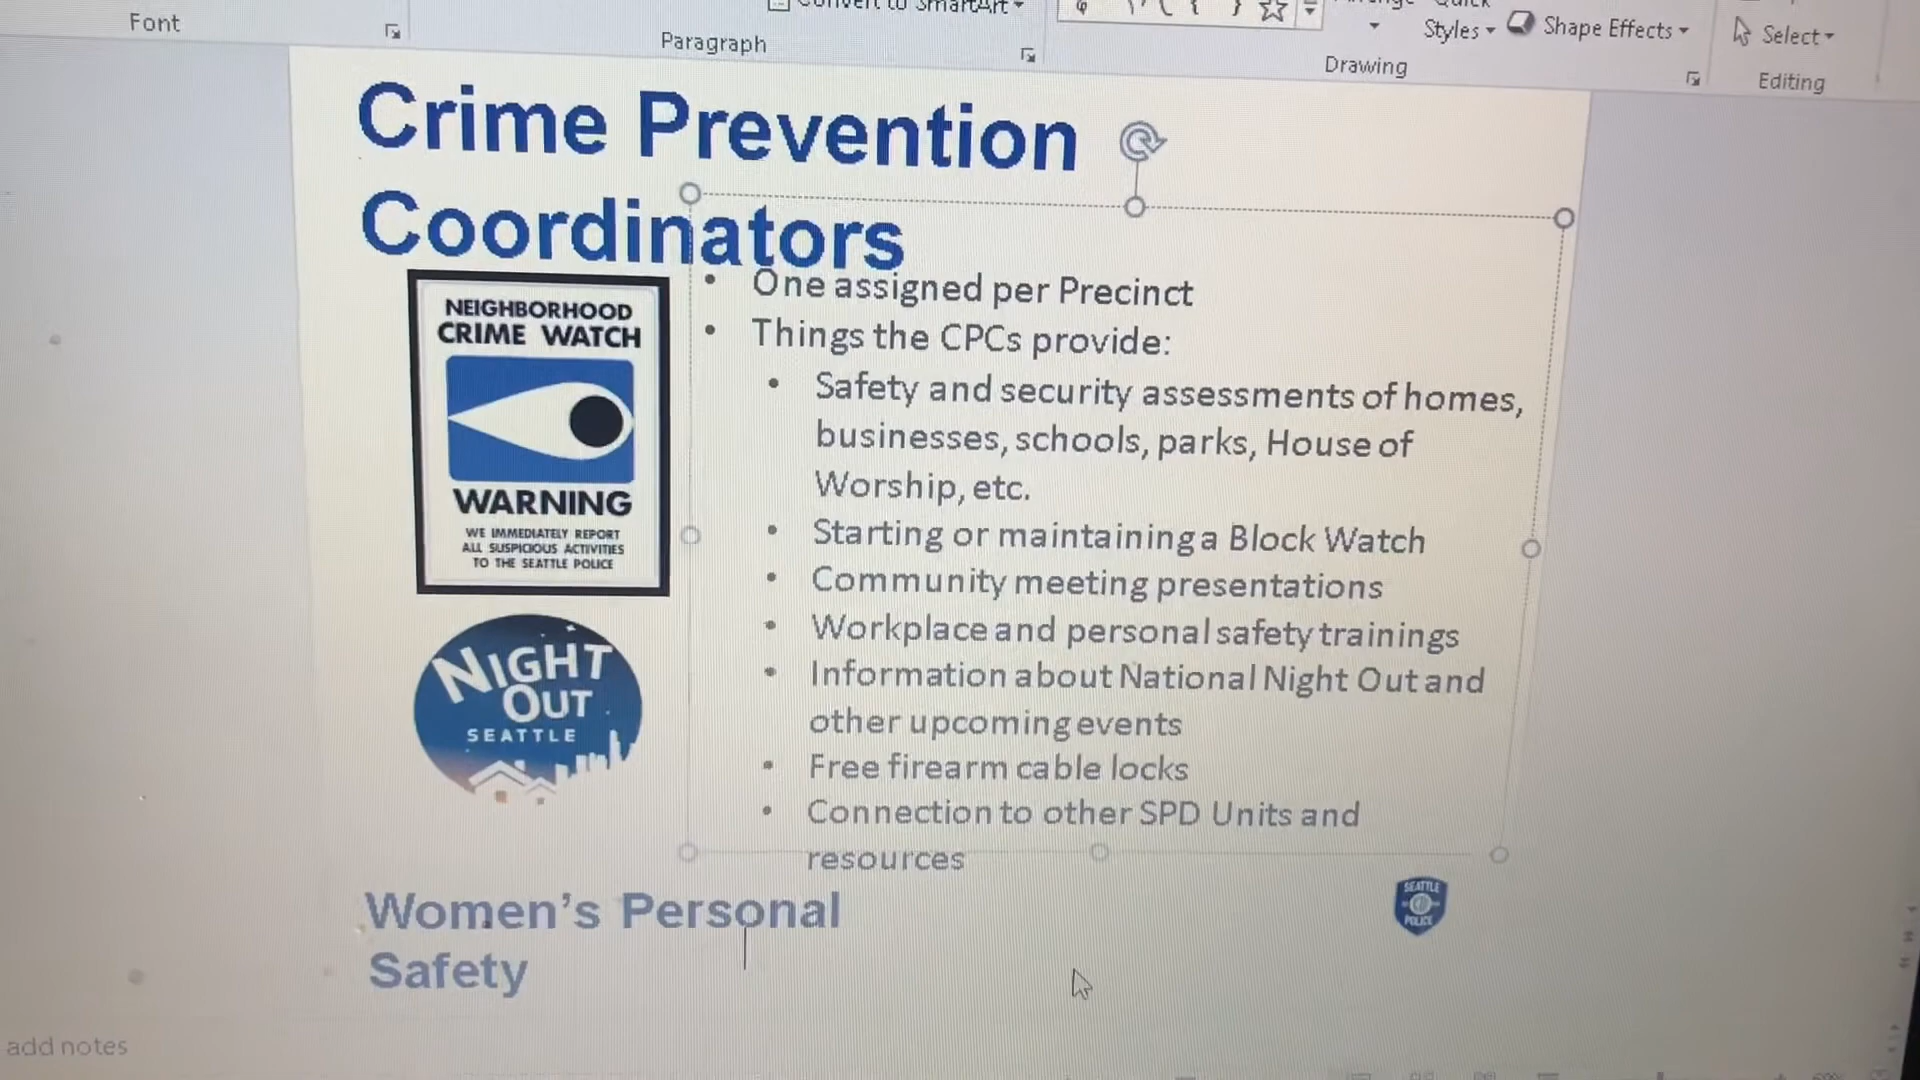 Font
Paragraph
Styles
Shape Effects
Drawing
Select
Editing
Crime Prevention
Coordinators
NEIGHBORHOOD
CRIME WATCH
WARNING
WE IMMEDIATELY REPORT
ALL SUSPICIOUS ACTIVITIES
TO THE SEATTLE POLICE
NIGHT
OUT
SEATTLE
• One assigned per Precinct
• Things the CPCs provide:
• Safety and security assessments of homes,
businesses, schools, parks, House of
Worship, etc.
• Starting or maintaining a Block Watch
• Community meeting presentations
• Workplace and personal safety trainings
• Information about National Night Out and
other upcoming events
• Free firearm cable locks
• Connection to other SPD Units and
resources
Women's Personal
Safety
SEATTLE
POLICE
add notes